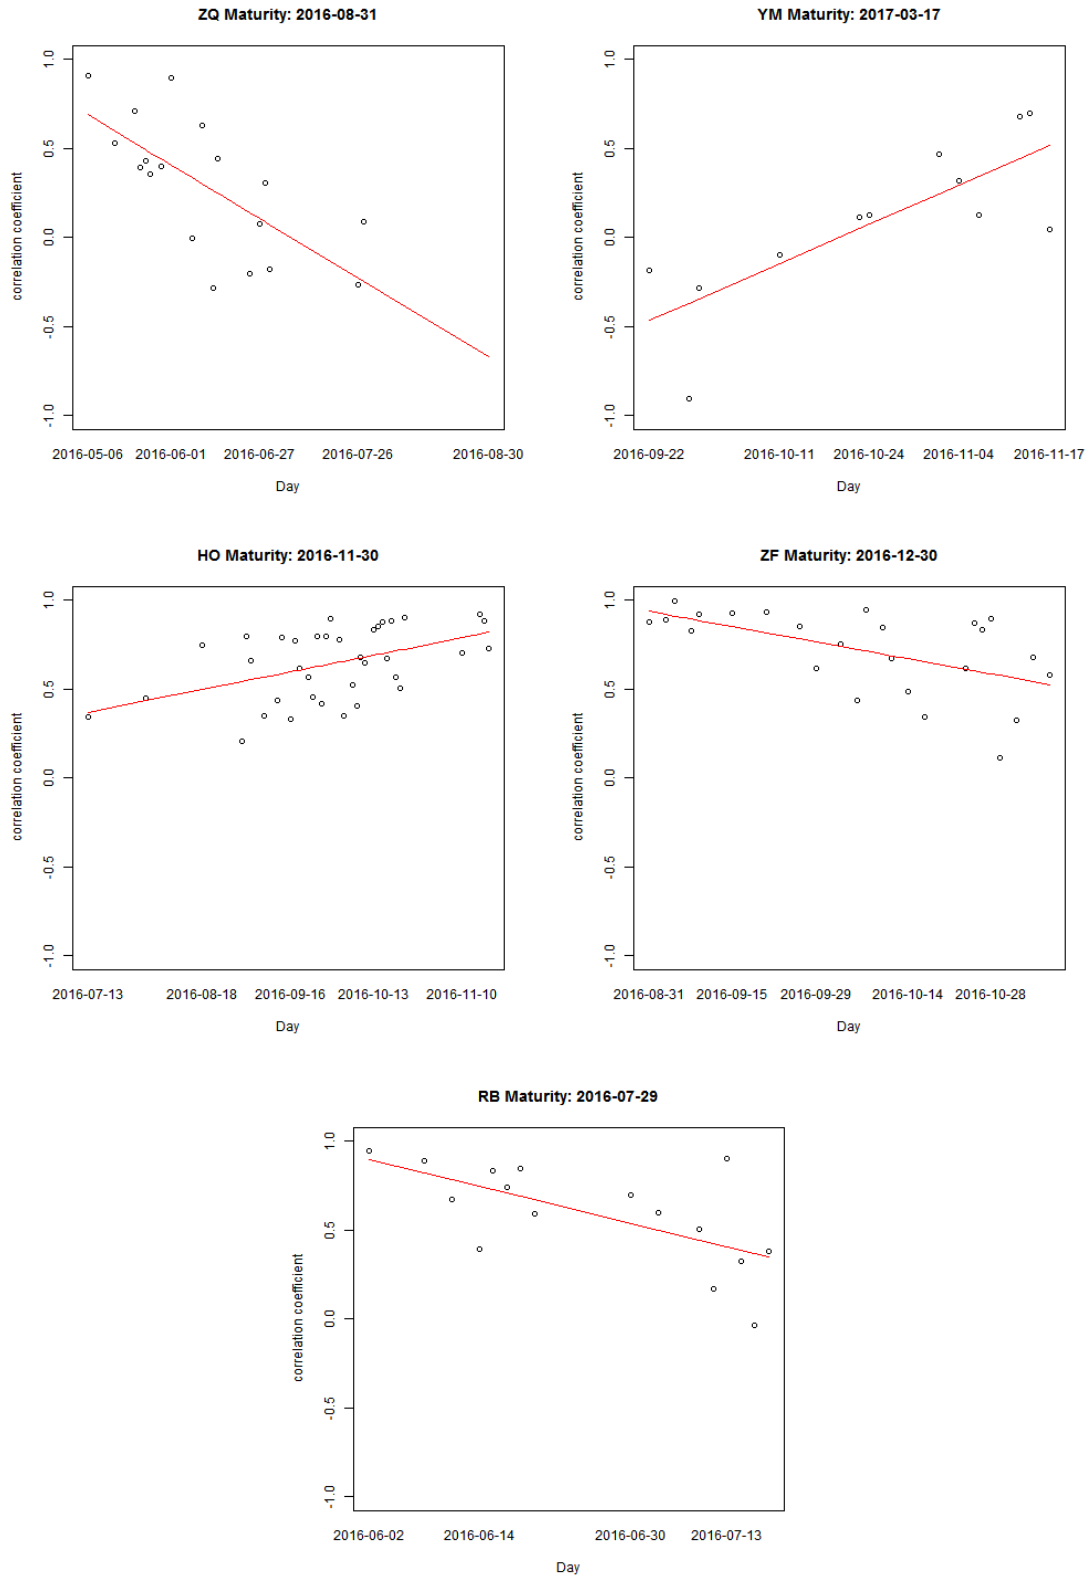 ZQ Maturity: 2016-08-31
correlation coefficient
1.0
0.5
0.0
-0.5
-1.0
2016-05-06 2016-06-01 2016-06-27 2016-07-26 2016-08-30
Day
YM Maturity: 2017-03-17
correlation coefficient
1.0
0.5
0.0
-0.5
-1.0
2016-09-22 2016-10-11 2016-10-24 2016-11-04 2016-11-17
Day
HO Maturity: 2016-11-30
correlation coefficient
1.0
0.5
0.0
-0.5
-1.0
2016-07-13 2016-08-18 2016-09-16 2016-10-13 2016-11-10
Day
ZF Maturity: 2016-12-30
correlation coefficient
1.0
0.5
0.0
-0.5
-1.0
2016-08-31 2016-09-15 2016-09-29 2016-10-14 2016-10-28
Day
RB Maturity: 2016-07-29
correlation coefficient
1.0
0.5
0.0
-0.5
-1.0
2016-06-02 2016-06-14 2016-06-30 2016-07-13
Day